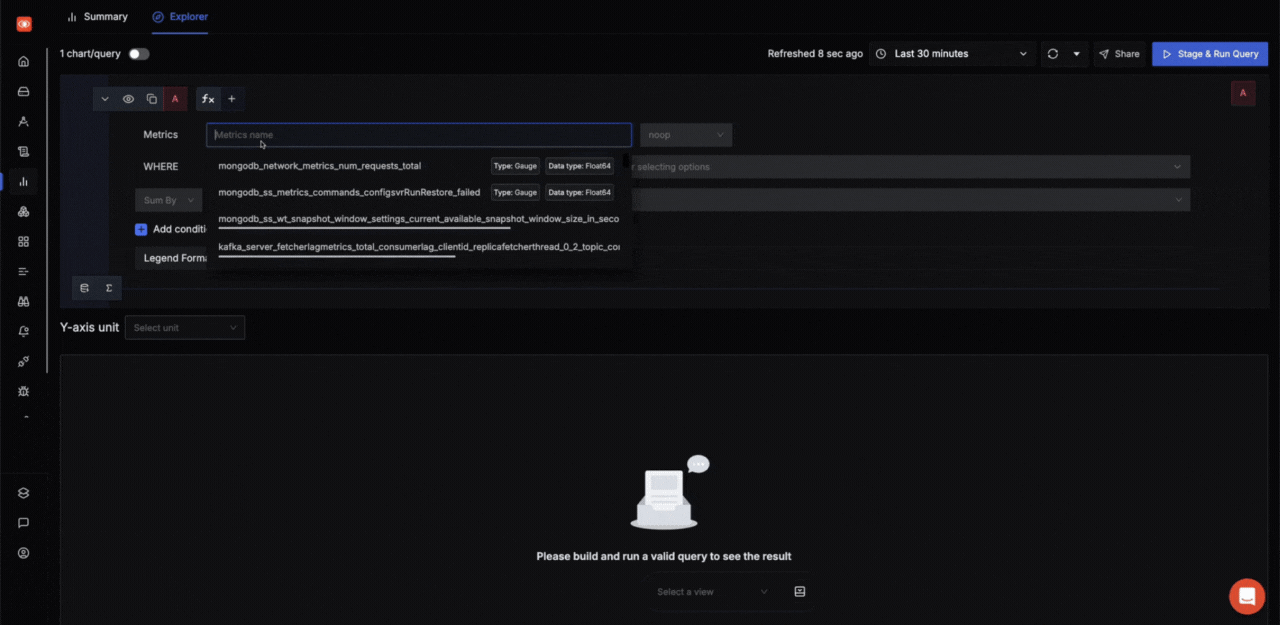 Summary Explorer
1 chart/query Refreshed 8 sec ago Last 30 minutes Share Stage & Run Query
A fx A
Metrics Metrics name noop
WHERE mongodb_network_metrics_num_requests_total Type: Gauge Data type: Float64 selecting options
mongodb_ss_metrics_commands_configsvrRunRestore_failed Type: Gauge Data type: Float64
Sum By
mongodb_ss_wt_snapshot_window_settings_current_available_snapshot_window_size_in_seco
Add conditi
kafka_server_fetcherlagmetrics_total_consumerlag_clientid_replicafetcherthread_0_2_topic_co
Legend Forma
Σ
Y-axis unit Select unit
Please build and run a valid query to see the result
Select a view